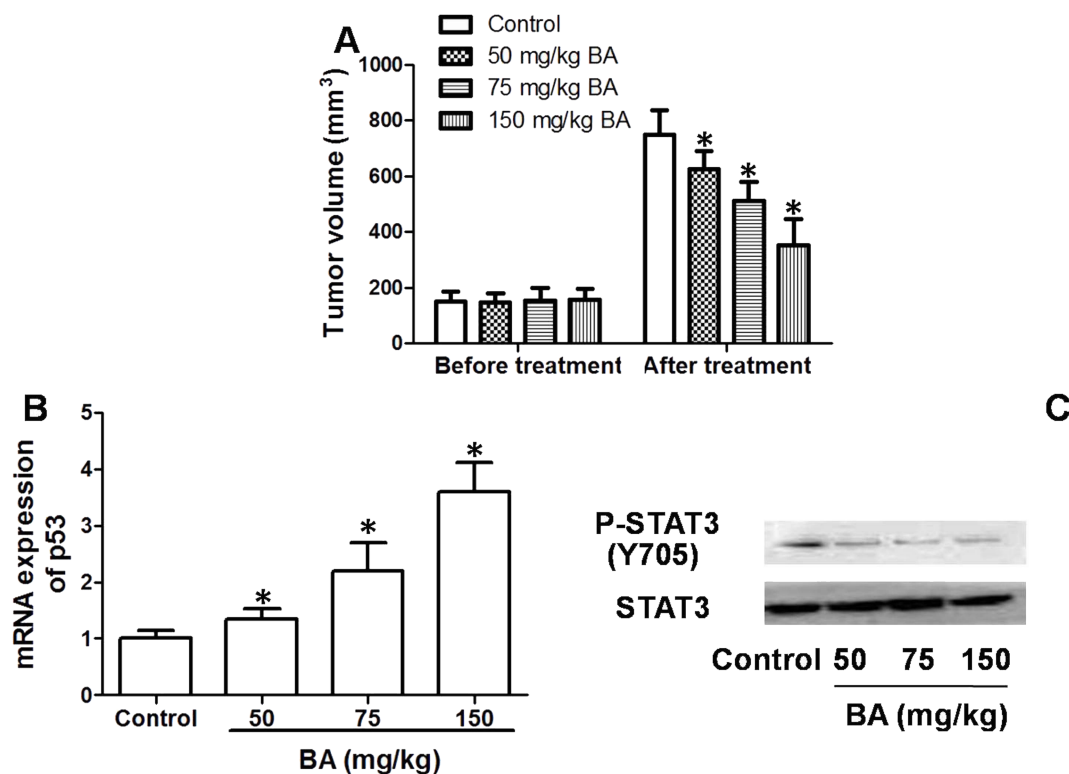 A
Control
50 mg/kg BA
75 mg/kg BA
150 mg/kg BA
Tumor volume (mm³)
1000
800
600
400
200
0
* * *
Before treatment After treatment
B
mRNA expression
of p53
5
4
3
2
1
0
* * *
Control 50 75 150
BA (mg/kg)
C
P-STAT3
(Y705)
STAT3
Control 50 75 150
BA (mg/kg)